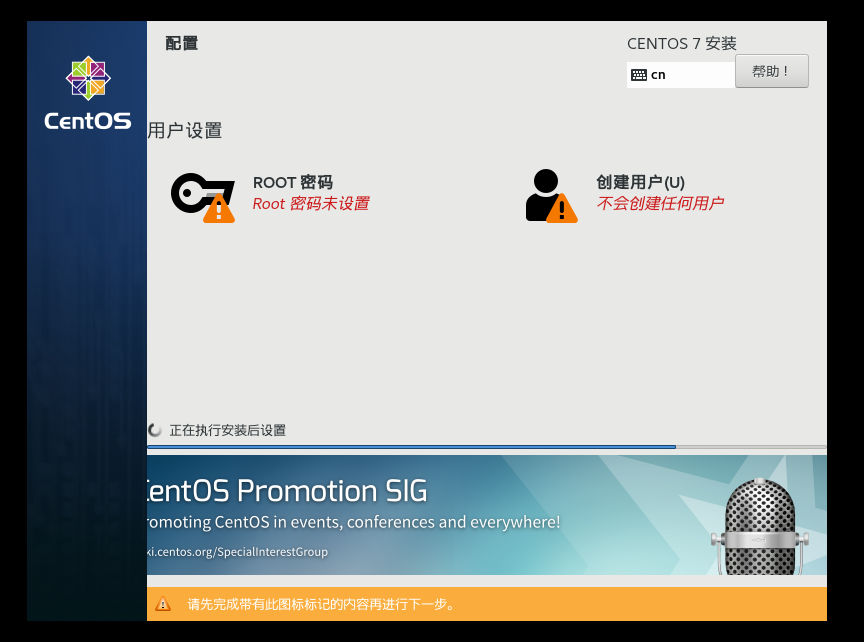 配置
CENTOS 7 安装
cn
帮助！
CentOS
用户设置
ROOT 密码
Root 密码未设置
创建用户(U)
不会创建任何用户
正在执行安装后设置
CentOS Promotion SIG
romoting CentOS in events, conferences and everywhere!
ki.centos.org/SpecialInterestGroup
请先完成带有此图标标记的内容再进行下一步。